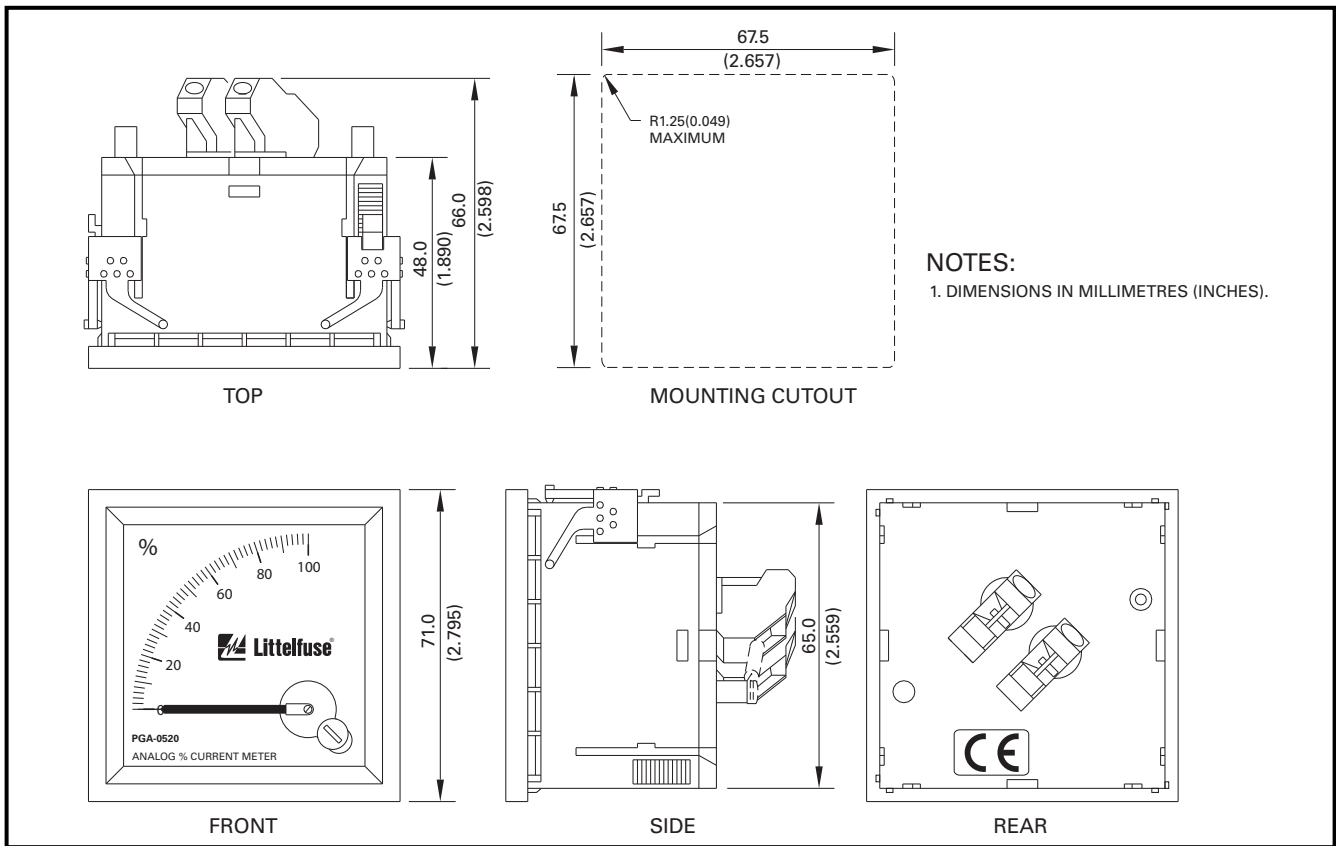 67.5
(2.657)
R1.25(0.049)
MAXIMUM
48.0
(1.890)
66.0
(2.598)
67.5
(2.657)
NOTES:
1. DIMENSIONS IN MILLIMETRES (INCHES).
TOP
MOUNTING CUTOUT
%
0
20
40
60
80
100
Littelfuse®
PGA-0520
ANALOG % CURRENT METER
71.0
(2.795)
65.0
(2.559)
CE
FRONT
SIDE
REAR